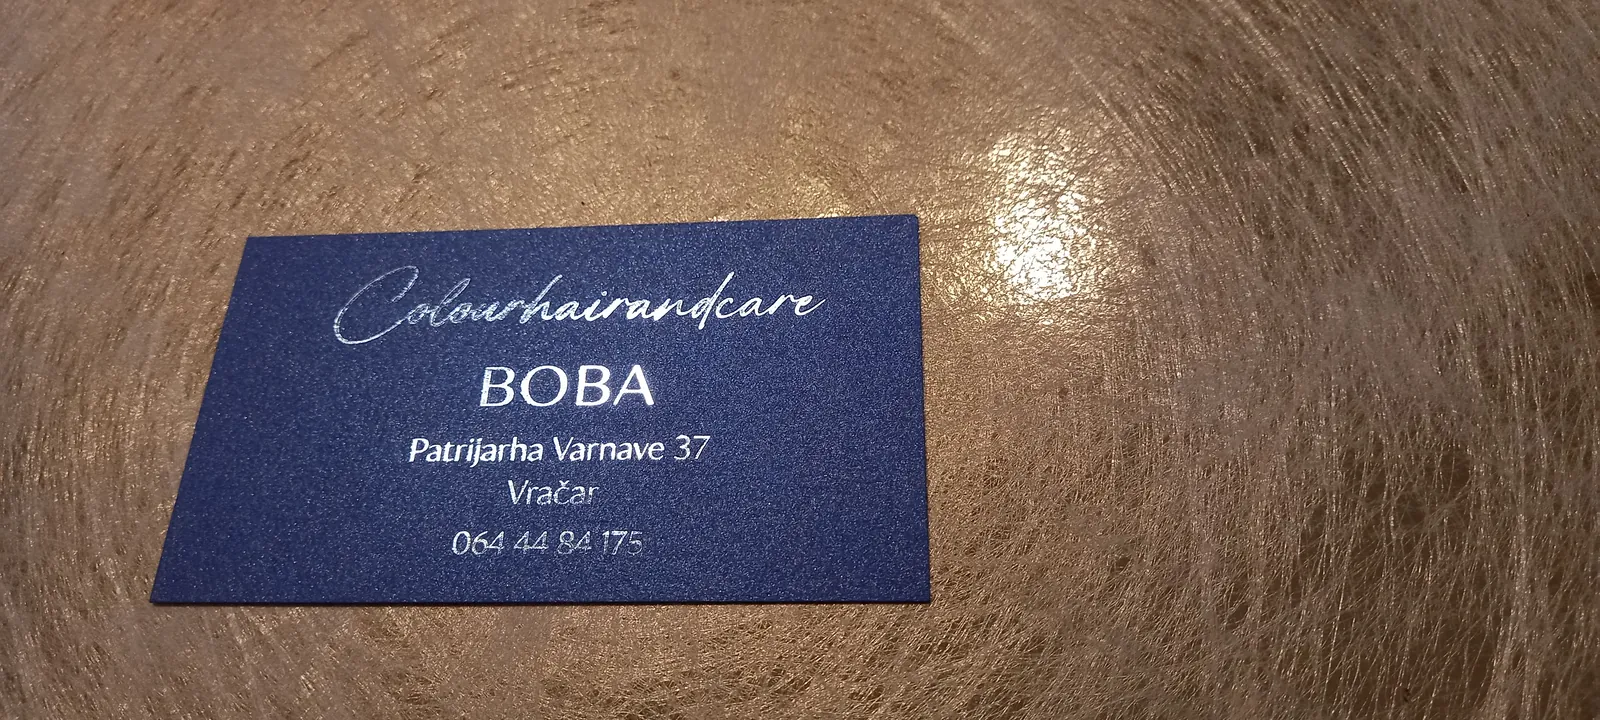 Colourhairandcare
BOBA
Patrijarha Varnave 37
Vračar
064 44 84 175